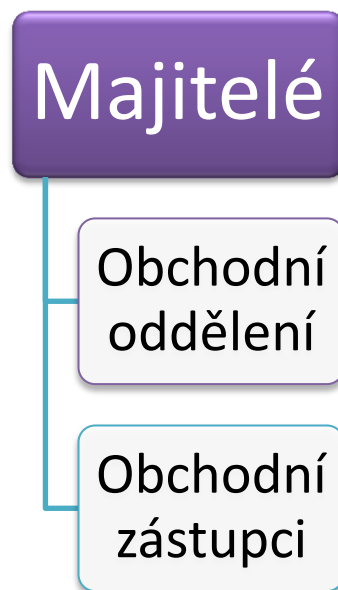 Majitelé
Obchodní
oddělení
Obchodní
zástupci